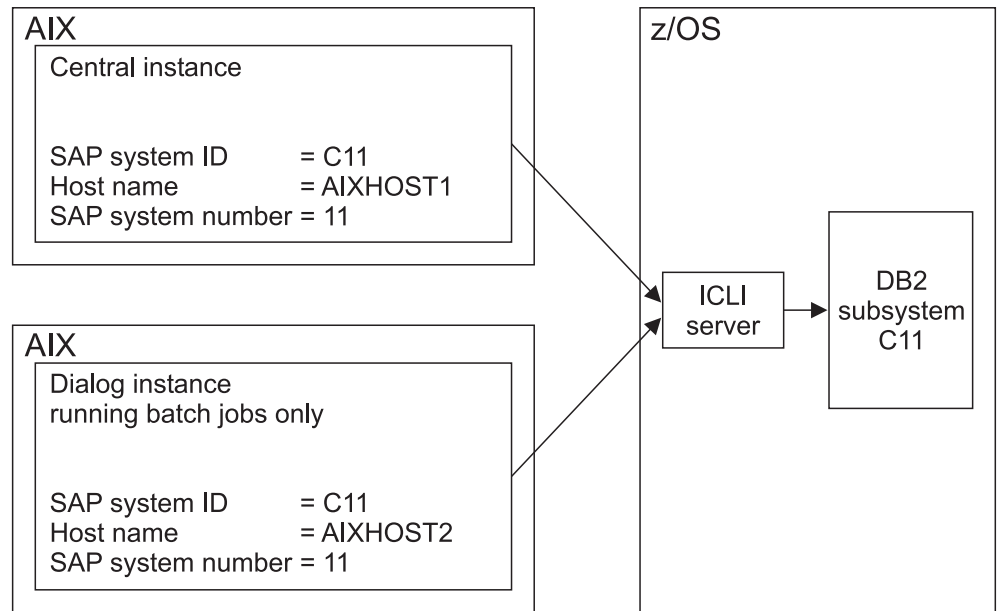 AIX
Central instance
SAP system ID = C11
Host name = AIXHOST1
SAP system number = 11
AIX
Dialog instance
running batch jobs only
SAP system ID = C11
Host name = AIXHOST2
SAP system number = 11
z/OS
ICLI
server
DB2
subsystem
C11